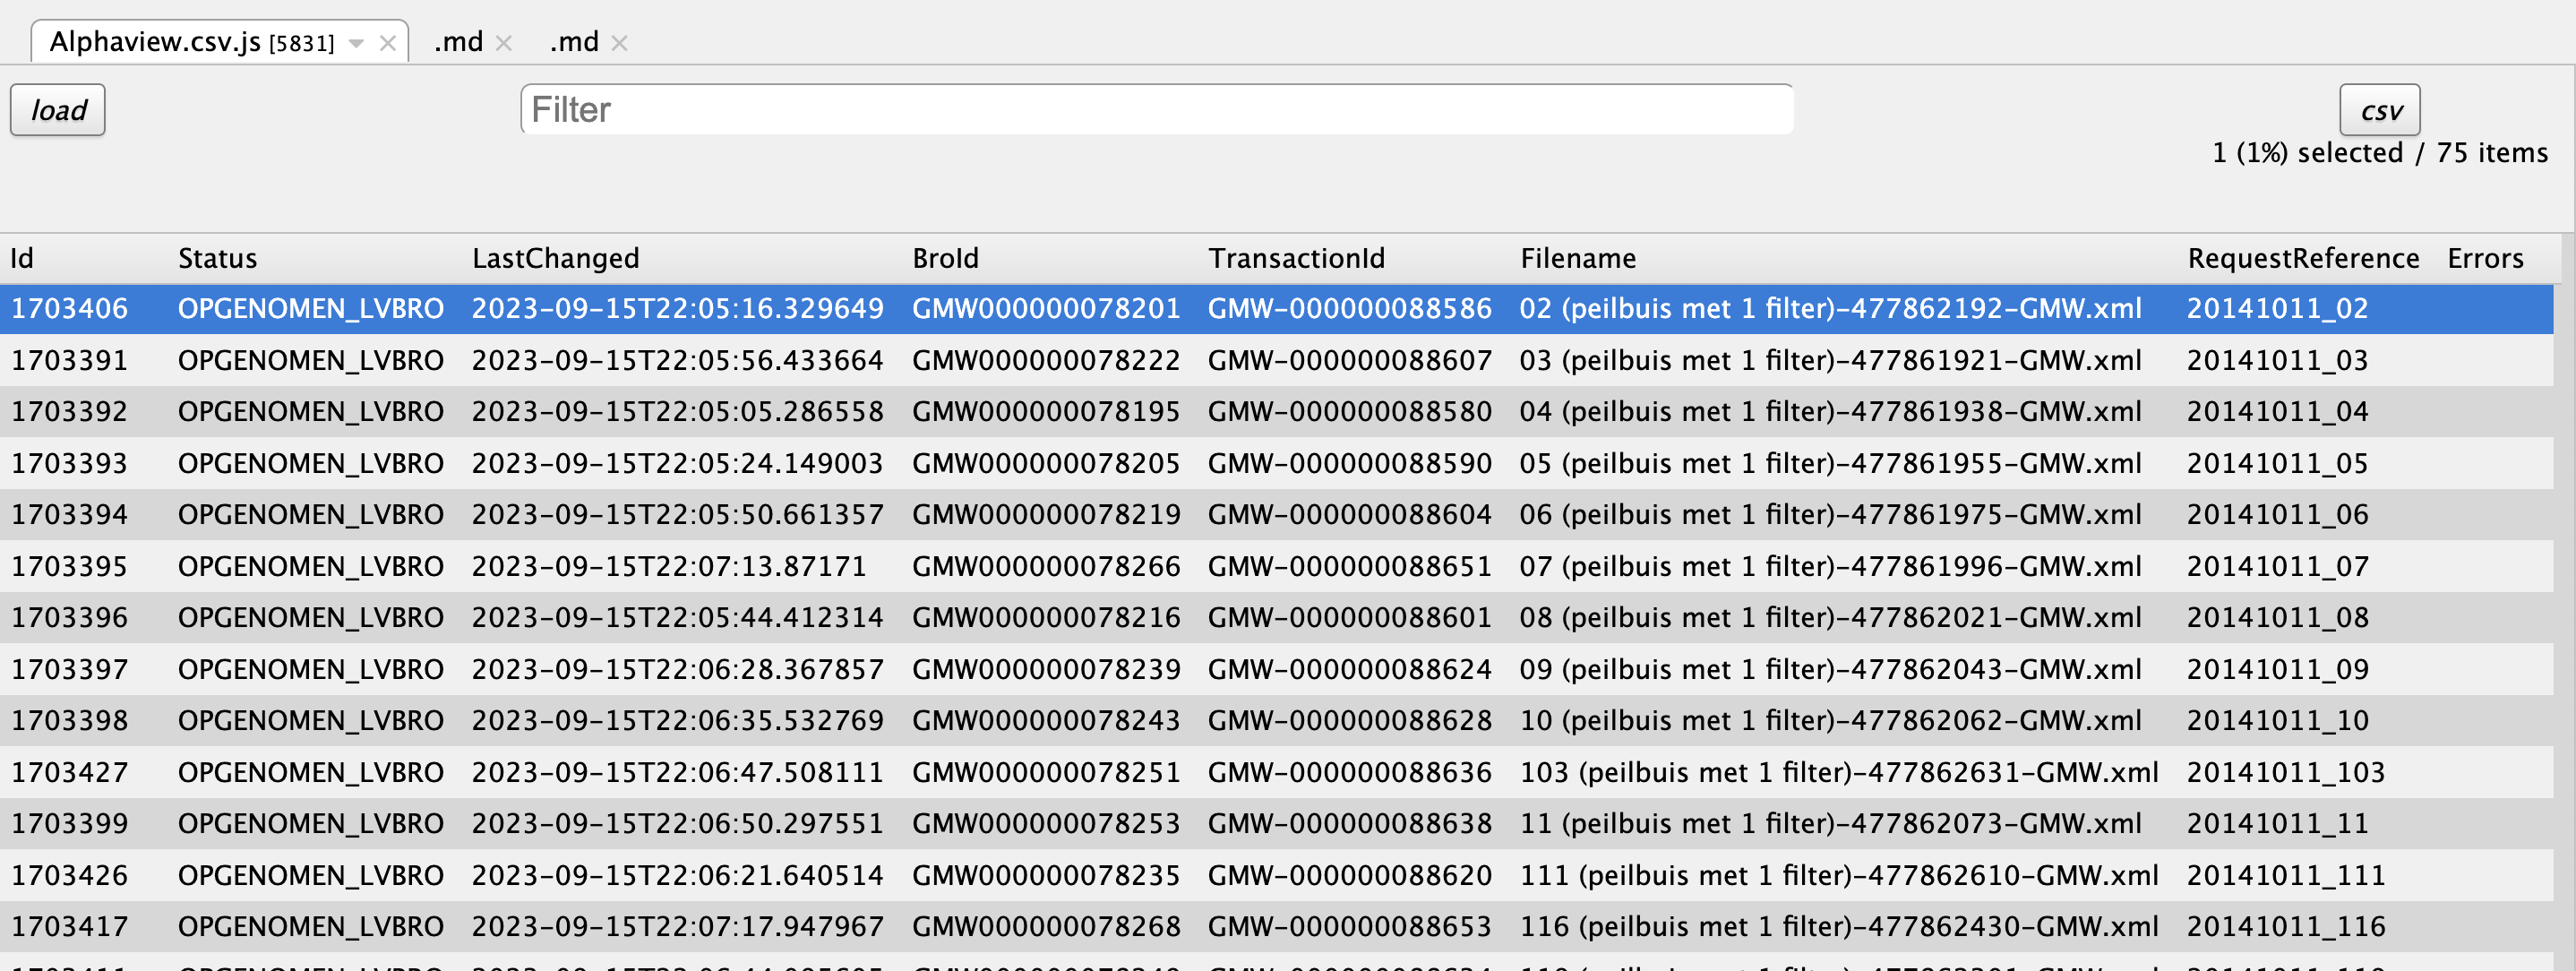 Alphaview.csv.js [5831] .md .md
load Filter csv
1 (1%) selected / 75 items
Id Status LastChanged BroId TransactionId Filename RequestReference Errors
1703406 OPGENOMEN_LVBRO 2023-09-15T22:05:16.329649 GMW000000078201 GMW-000000088586 02 (peilbuis met 1 filter)-477862192-GMW.xml 20141011_02
1703391 OPGENOMEN_LVBRO 2023-09-15T22:05:56.433664 GMW000000078222 GMW-000000088607 03 (peilbuis met 1 filter)-477861921-GMW.xml 20141011_03
1703392 OPGENOMEN_LVBRO 2023-09-15T22:05:05.286558 GMW000000078195 GMW-000000088580 04 (peilbuis met 1 filter)-477861938-GMW.xml 20141011_04
1703393 OPGENOMEN_LVBRO 2023-09-15T22:05:24.149003 GMW000000078205 GMW-000000088590 05 (peilbuis met 1 filter)-477861955-GMW.xml 20141011_05
1703394 OPGENOMEN_LVBRO 2023-09-15T22:05:50.661357 GMW000000078219 GMW-000000088604 06 (peilbuis met 1 filter)-477861975-GMW.xml 20141011_06
1703395 OPGENOMEN_LVBRO 2023-09-15T22:07:13.87171 GMW000000078266 GMW-000000088651 07 (peilbuis met 1 filter)-477861996-GMW.xml 20141011_07
1703396 OPGENOMEN_LVBRO 2023-09-15T22:05:44.412314 GMW000000078216 GMW-000000088601 08 (peilbuis met 1 filter)-477862021-GMW.xml 20141011_08
1703397 OPGENOMEN_LVBRO 2023-09-15T22:06:28.367857 GMW000000078239 GMW-000000088624 09 (peilbuis met 1 filter)-477862043-GMW.xml 20141011_09
1703398 OPGENOMEN_LVBRO 2023-09-15T22:06:35.532769 GMW000000078243 GMW-000000088628 10 (peilbuis met 1 filter)-477862062-GMW.xml 20141011_10
1703427 OPGENOMEN_LVBRO 2023-09-15T22:06:47.508111 GMW000000078251 GMW-000000088636 103 (peilbuis met 1 filter)-477862631-GMW.xml 20141011_103
1703399 OPGENOMEN_LVBRO 2023-09-15T22:06:50.297551 GMW000000078253 GMW-000000088638 11 (peilbuis met 1 filter)-477862073-GMW.xml 20141011_11
1703426 OPGENOMEN_LVBRO 2023-09-15T22:06:21.640514 GMW000000078235 GMW-000000088620 111 (peilbuis met 1 filter)-477862610-GMW.xml 20141011_111
1703417 OPGENOMEN_LVBRO 2023-09-15T22:07:17.947967 GMW000000078268 GMW-000000088653 116 (peilbuis met 1 filter)-477862430-GMW.xml 20141011_116